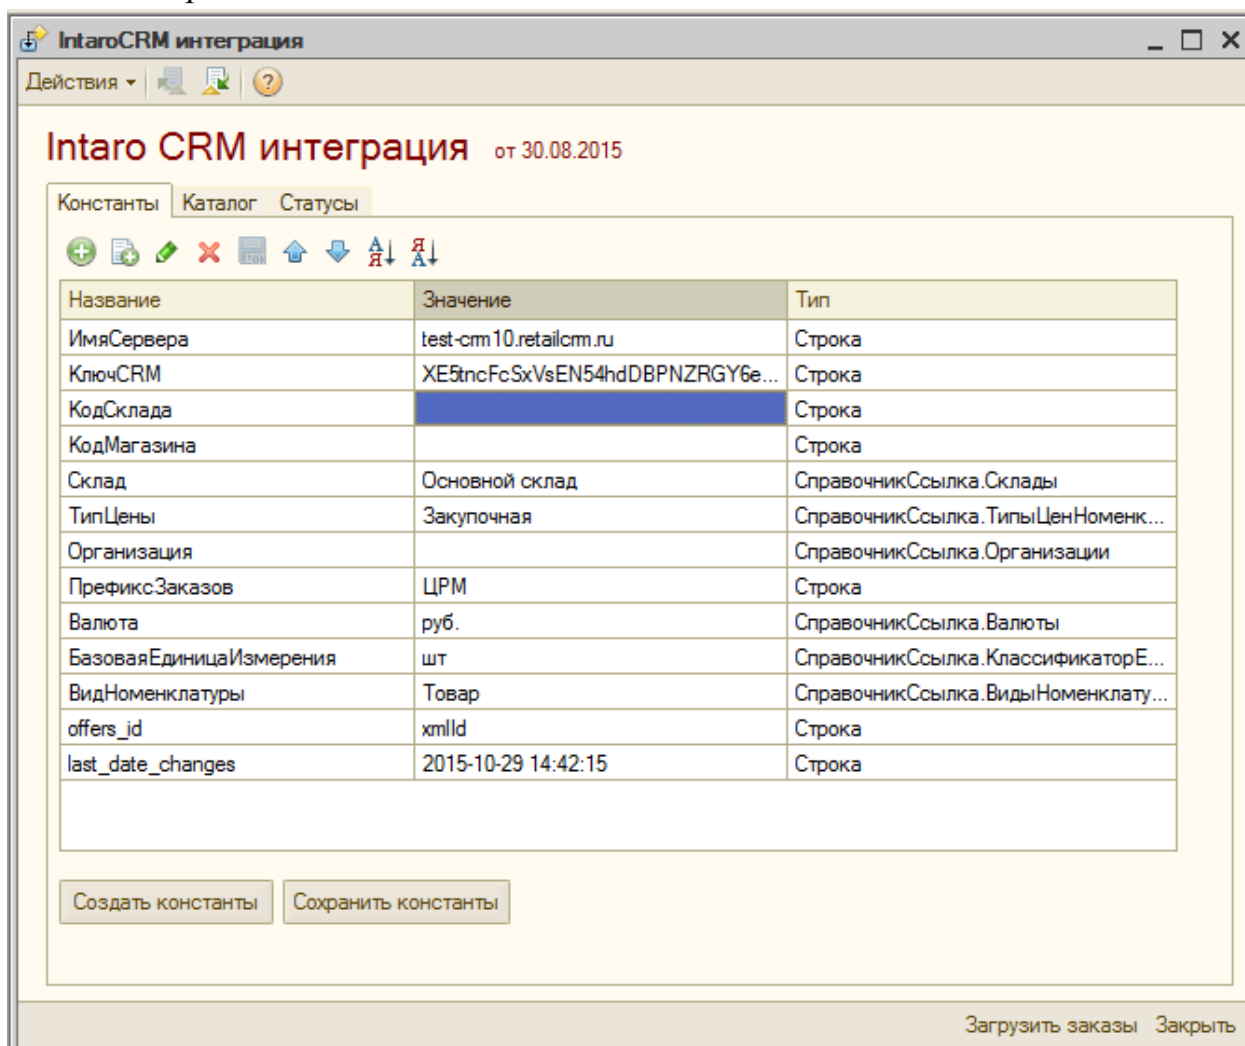 IntaroCRM интеграция
Действия
Intaro CRM интеграция от 30.08.2015
Константы Каталог Статусы
Название Значение Тип
ИмяСервера test-crm10.retailcrm.ru Строка
КлючCRM XE5tncFcSxVsEN54hdDBPNZRGY6e... Строка
КодСклада Строка
КодМагазина Строка
Склад Основной склад СправочникСсылка.Склады
ТипЦены Закупочная СправочникСсылка.ТипыЦенНоменк...
Организация СправочникСсылка.Организации
ПрефиксЗаказов ЦРМ Строка
Валюта руб. СправочникСсылка.Валюты
БазоваяЕдиницаИзмерения шт СправочникСсылка.КлассификаторЕ...
ВидНоменклатуры Товар СправочникСсылка.ВидыНоменклату...
offers_id xmlId Строка
last_date_changes 2015-10-29 14:42:15 Строка
Создать константы Сохранить константы
Загрузить заказы Закрыть